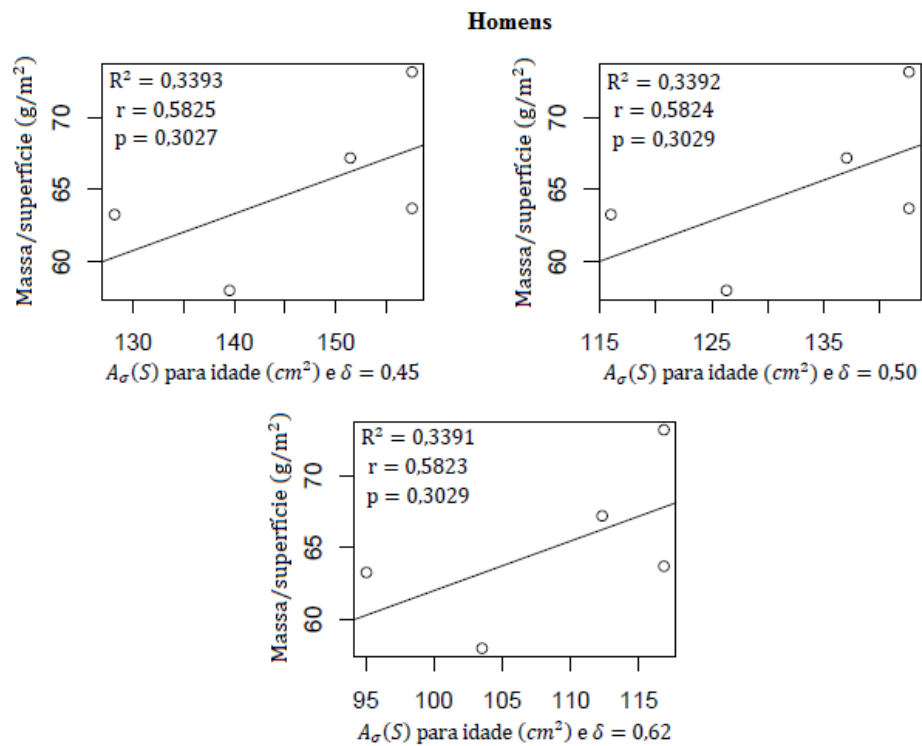 Homens
R² = 0,3393
r = 0,5825
p = 0,3027
Massa/superfície (g/m²)
70
65
60
130 140 150
A_σ(S) para idade (cm²) e δ = 0,45
R² = 0,3392
r = 0,5824
p = 0,3029
Massa/superfície (g/m²)
70
65
60
115 125 135
A_σ(S) para idade (cm²) e δ = 0,50
R² = 0,3391
r = 0,5823
p = 0,3029
Massa/superfície (g/m²)
70
65
60
95 100 105 110 115
A_σ(S) para idade (cm²) e δ = 0,62